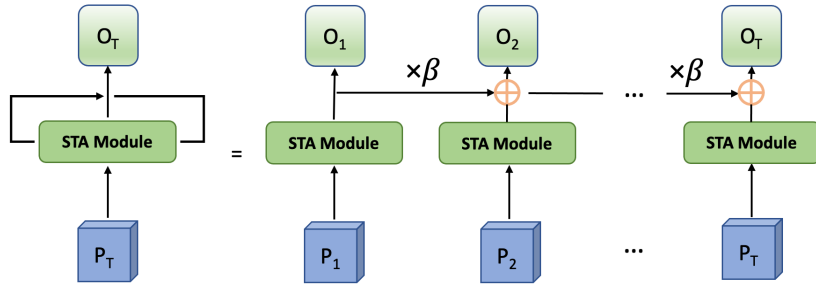 O_T O_1 O_2 O_T
×β ×β
...
STA Module STA Module STA Module STA Module
=
P_T P_1 P_2 ... P_T